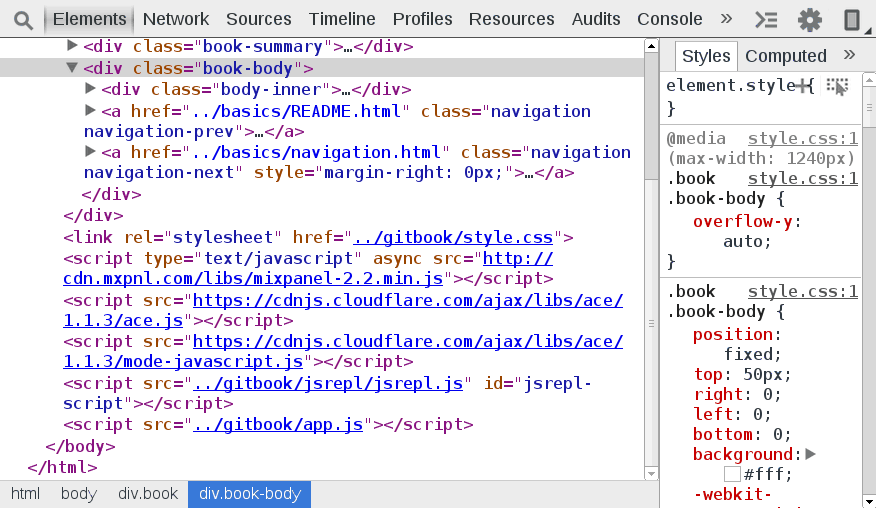 Elements Network Sources Timeline Profiles Resources Audits Console »
▶<div class="book-summary">…</div>
▼<div class="book-body">
▶<div class="body-inner">…</div>
▶<a href="../basics/README.html" class="navigation
navigation-prev">…</a>
▶<a href="../basics/navigation.html" class="navigation
navigation-next" style="margin-right: 0px;">…</a>
</div>
</div>
<link rel="stylesheet" href="../gitbook/style.css">
<script type="text/javascript" async src="http://
cdn.mxpnl.com/libs/mixpanel-2.2.min.js"></script>
<script src="https://cdnjs.cloudflare.com/ajax/libs/ace/
1.1.3/ace.js"></script>
<script src="https://cdnjs.cloudflare.com/ajax/libs/ace/
1.1.3/mode-javascript.js"></script>
<script src="../gitbook/jsrepl/jsrepl.js" id="jsrepl-
script"></script>
<script src="../gitbook/app.js"></script>
</body>
</html>
html body div.book div.book-body
Styles Computed »
element.style {
}
@media style.css:1
(max-width: 1240px)
.book style.css:1
.book-body {
overflow-y:
auto;
}
.book style.css:1
.book-body {
position:
fixed;
top: 50px;
right: 0;
left: 0;
bottom: 0;
background:▶
#fff;
-webkit-